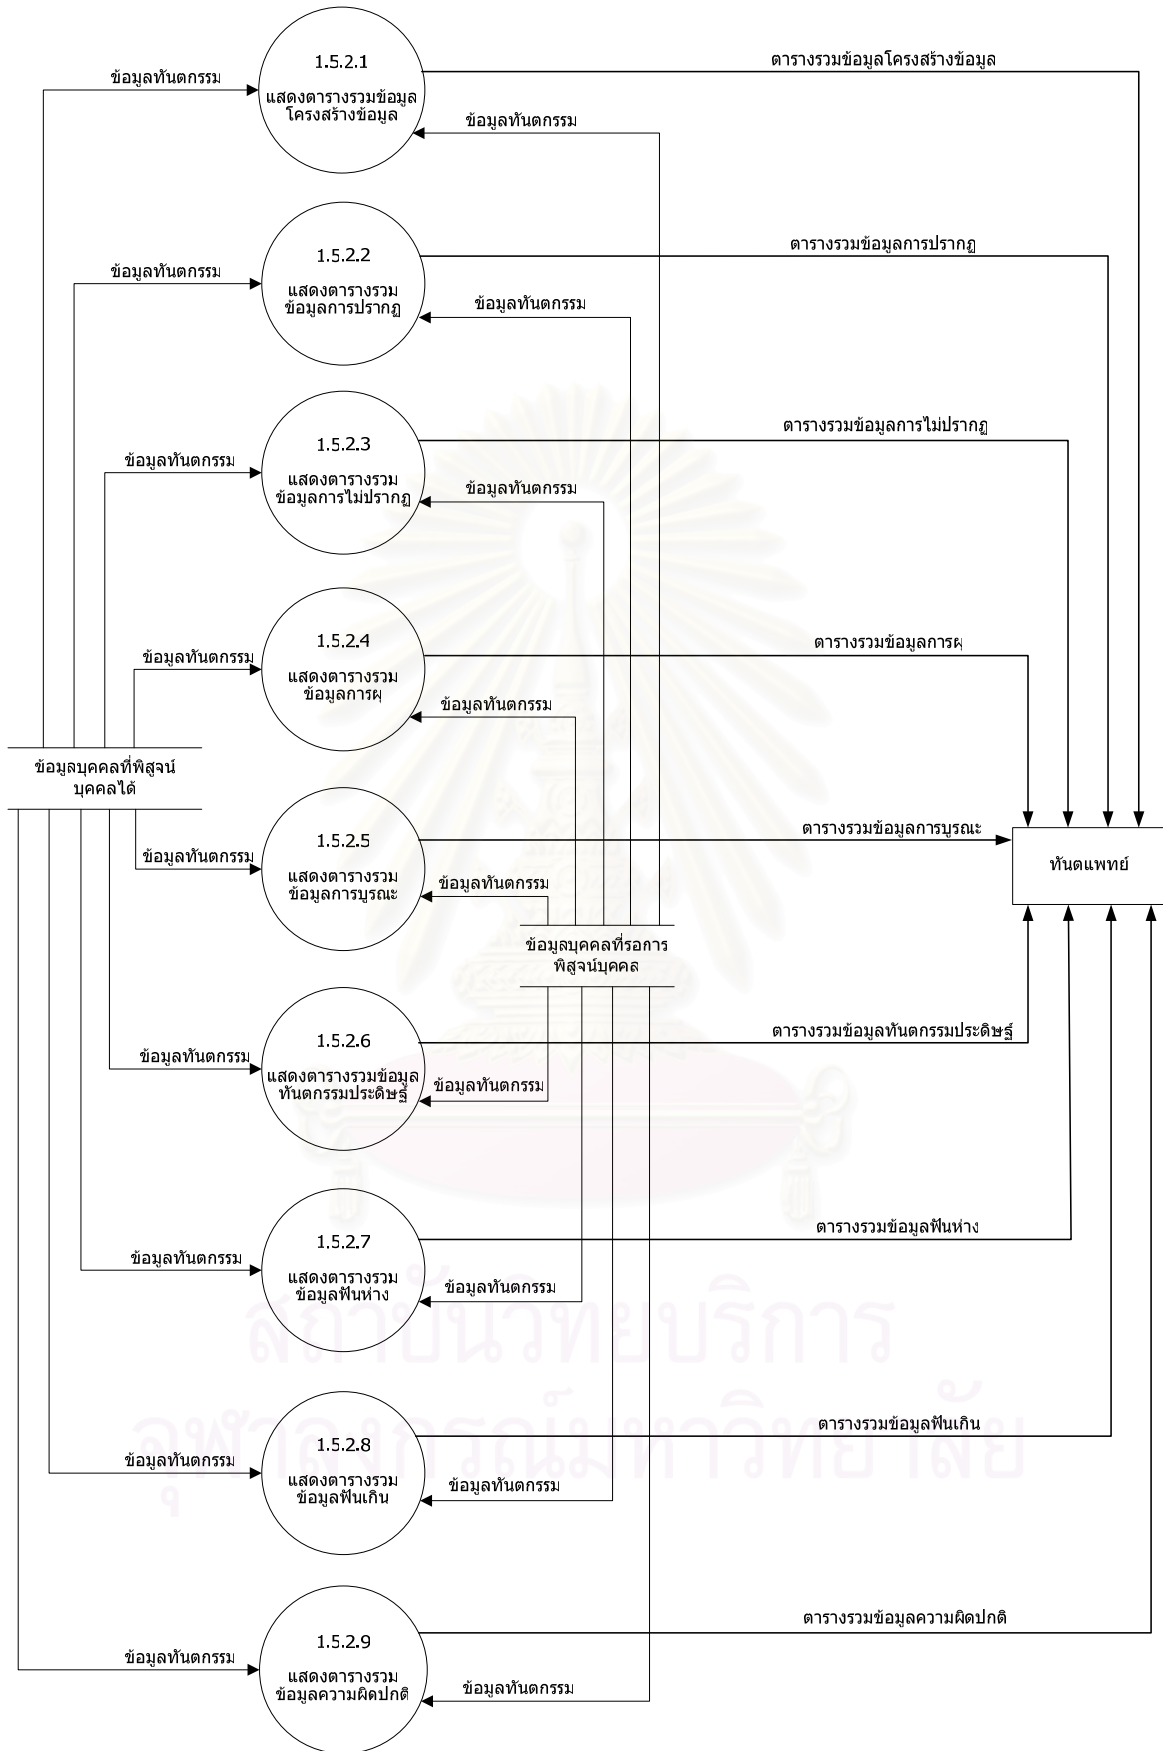 1.5.2.1
แสดงตารางรวมข้อมูล
โครงสร้างข้อมูล
ข้อมูลทันตกรรม
ข้อมูลทันตกรรม
ตารางรวมข้อมูลโครงสร้างข้อมูล
1.5.2.2
แสดงตารางรวม
ข้อมูลการปรากฏ
ข้อมูลทันตกรรม
ข้อมูลทันตกรรม
ตารางรวมข้อมูลการปรากฏ
1.5.2.3
แสดงตารางรวม
ข้อมูลการไม่ปรากฏ
ข้อมูลทันตกรรม
ข้อมูลทันตกรรม
ตารางรวมข้อมูลการไม่ปรากฏ
1.5.2.4
แสดงตารางรวม
ข้อมูลการผุ
ข้อมูลทันตกรรม
ข้อมูลทันตกรรม
ตารางรวมข้อมูลการผุ
ข้อมูลบุคคลที่พิสูจน์
บุคคลได้
1.5.2.5
แสดงตารางรวม
ข้อมูลการบูรณะ
ข้อมูลทันตกรรม
ข้อมูลทันตกรรม
ตารางรวมข้อมูลการบูรณะ
ทันตแพทย์
ข้อมูลบุคคลที่รอการ
พิสูจน์บุคคล
1.5.2.6
แสดงตารางรวมข้อมูล
ทันตกรรมประดิษฐ์
ข้อมูลทันตกรรม
ข้อมูลทันตกรรม
ตารางรวมข้อมูลทันตกรรมประดิษฐ์
1.5.2.7
แสดงตารางรวม
ข้อมูลฟันห่าง
ข้อมูลทันตกรรม
ข้อมูลทันตกรรม
ตารางรวมข้อมูลฟันห่าง
สถาบันวิทยบริการ
จุฬาลงกรณ์มหาวิทยาลัย
1.5.2.8
แสดงตารางรวม
ข้อมูลฟันเกิน
ข้อมูลทันตกรรม
ข้อมูลทันตกรรม
ตารางรวมข้อมูลฟันเกิน
1.5.2.9
แสดงตารางรวม
ข้อมูลความผิดปกติ
ข้อมูลทันตกรรม
ข้อมูลทันตกรรม
ตารางรวมข้อมูลความผิดปกติ